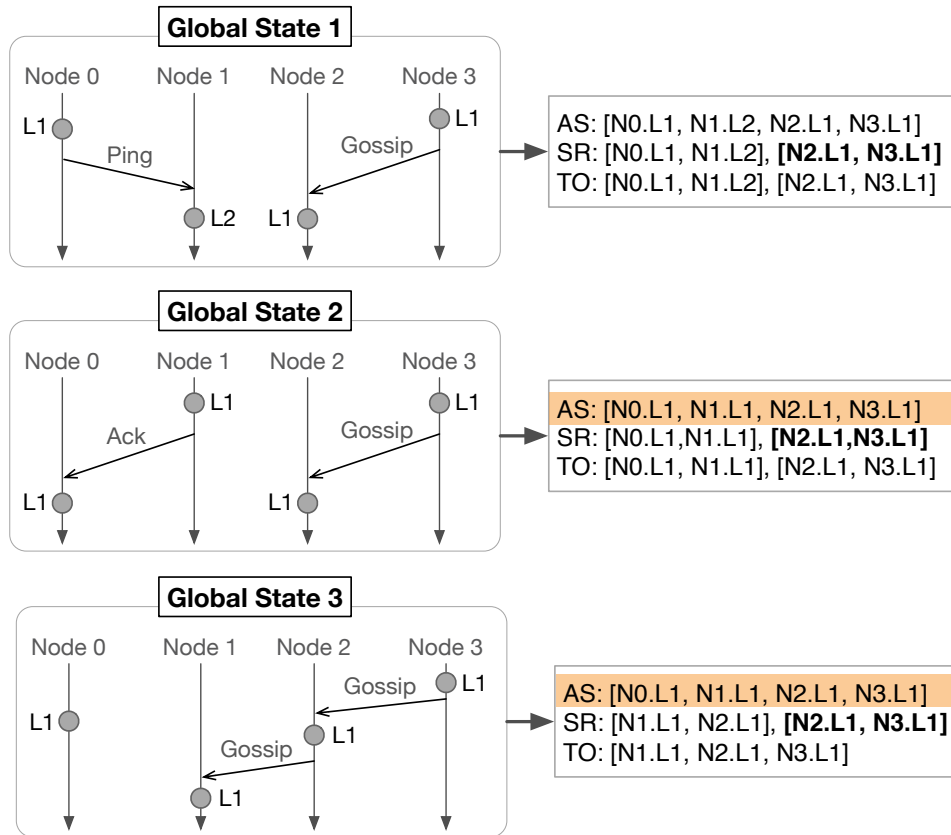 Global State 1
Node 0 Node 1 Node 2 Node 3
L1 L1
Ping Gossip
L2 L1
AS: [N0.L1, N1.L2, N2.L1, N3.L1]
SR: [N0.L1, N1.L2], [N2.L1, N3.L1]
TO: [N0.L1, N1.L2], [N2.L1, N3.L1]
Global State 2
Node 0 Node 1 Node 2 Node 3
L1 L1
Ack Gossip
L1 L1
AS: [N0.L1, N1.L1, N2.L1, N3.L1]
SR: [N0.L1,N1.L1], [N2.L1,N3.L1]
TO: [N0.L1, N1.L1], [N2.L1, N3.L1]
Global State 3
Node 0 Node 1 Node 2 Node 3
Gossip L1
L1 L1
Gossip
L1
AS: [N0.L1, N1.L1, N2.L1, N3.L1]
SR: [N1.L1, N2.L1], [N2.L1, N3.L1]
TO: [N1.L1, N2.L1, N3.L1]